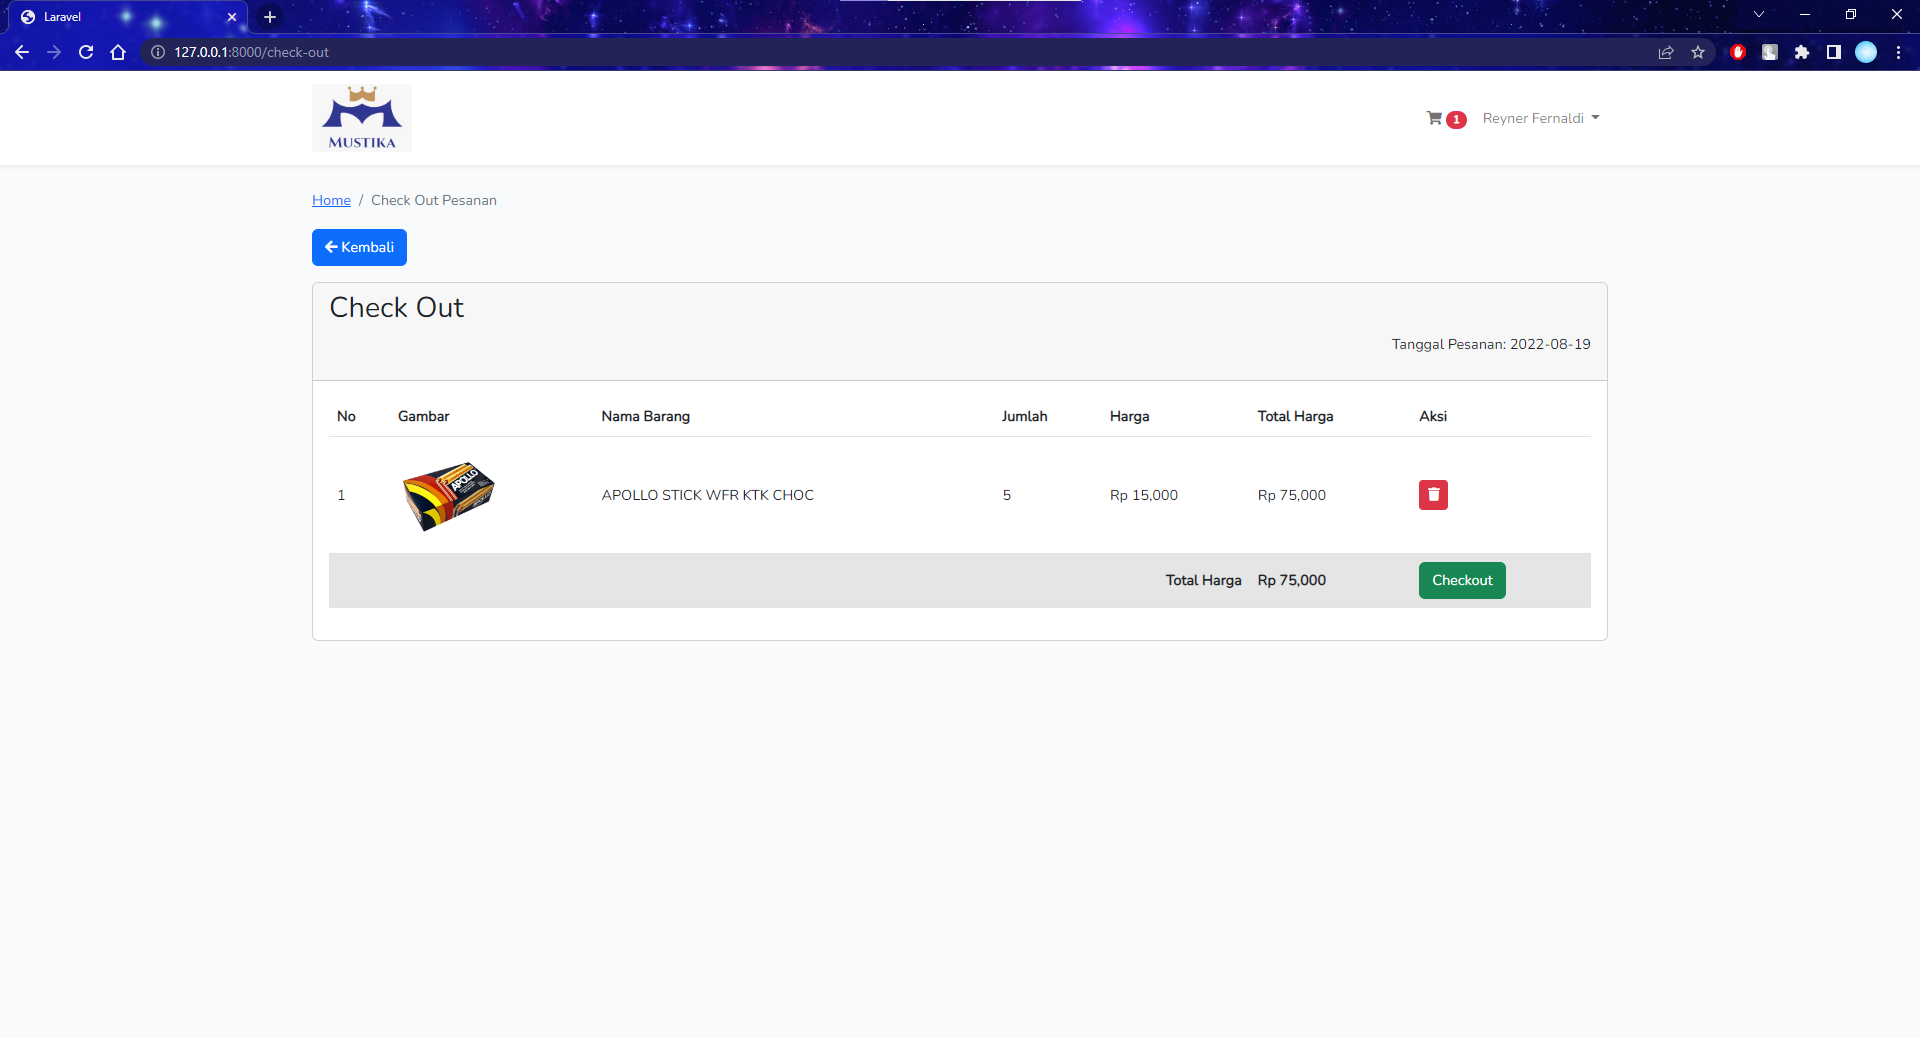 Laravel
127.0.0.1:8000/check-out
MUSTIKA
1 Reyner Fernaldi
Home / Check Out Pesanan
Kembali
Check Out
Tanggal Pesanan: 2022-08-19
No Gambar Nama Barang Jumlah Harga Total Harga Aksi
1 APOLLO APOLLO STICK WFR KTK CHOC 5 Rp 15,000 Rp 75,000
Total Harga Rp 75,000 Checkout